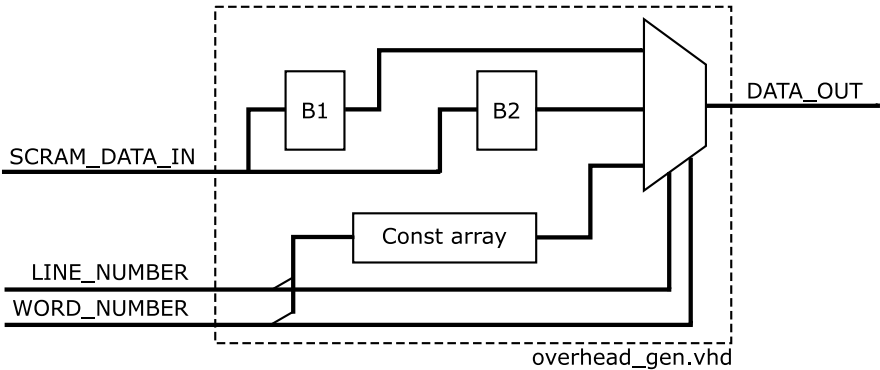 DATA_OUT
B1
B2
SCRAM_DATA_IN
Const array
LINE_NUMBER
WORD_NUMBER
overhead_gen.vhd